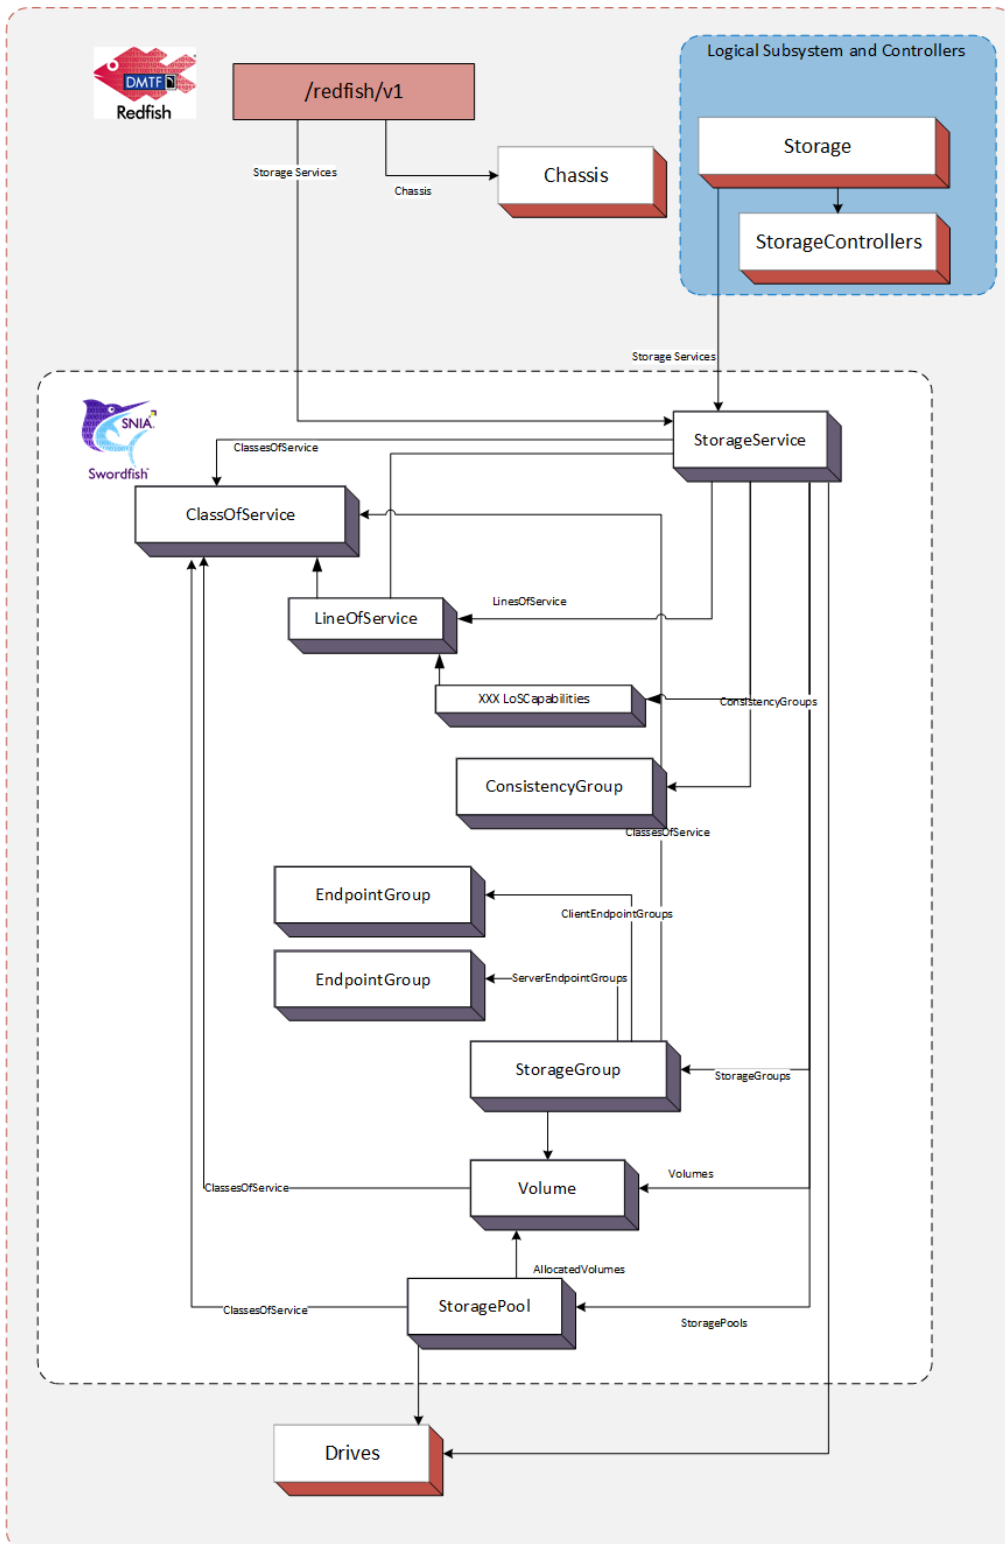 Logical Subsystem and Controllers
DMTF
Redfish
/redfish/v1
Storage
Storage Services
Chassis
Chassis
StorageControllers
Storage Services
SNIA
Swordfish
StorageService
ClassesOfService
ClassOfService
LinesOfService
LineOfService
XXX LoSCapabilities
ConsistencyGroups
ConsistencyGroup
ClassesOfService
EndpointGroup
ClientEndpointGroups
EndpointGroup
ServerEndpointGroups
StorageGroup
StorageGroups
Volumes
ClassesOfService
Volume
AllocatedVolumes
StoragePool
ClassesOfService
StoragePools
Drives